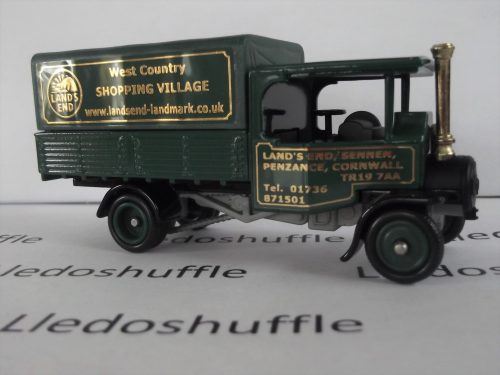 LAND'S
END
West Country
SHOPPING VILLAGE
www.landsend-landmark.co.uk
LAND'S END, SENNEN,
PENZANCE, CORNWALL
TR19 7AA
Tel. 01736
871501
Lledoshuffle
Lledoshuffle
Lledoshuffle